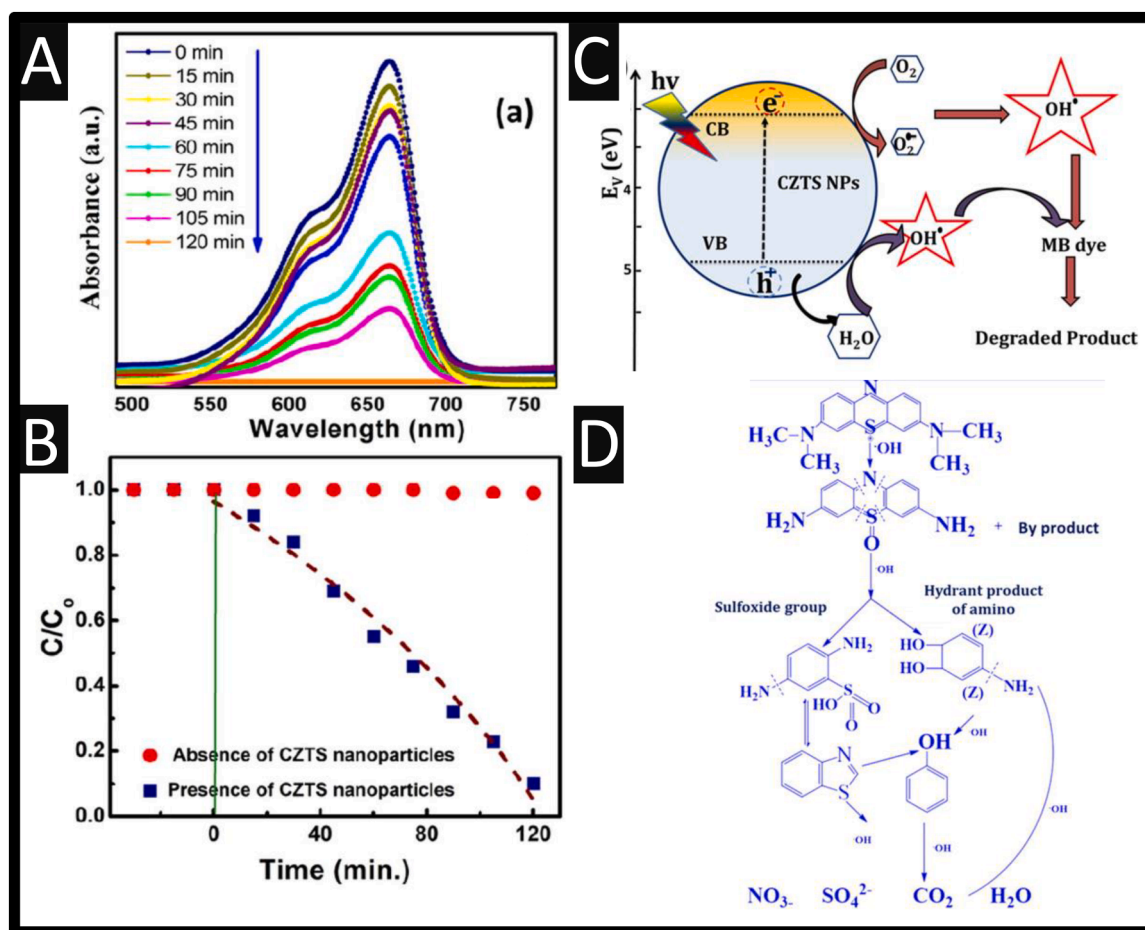 A
0 min
15 min
30 min
45 min
60 min
75 min
90 min
105 min
120 min
(a)
Absorbance (a.u.)
500 550 600 650 700 750
Wavelength (nm)
B
1.0
0.8
0.6
0.4
0.2
0.0
C/Co
Absence of CZTS nanoparticles
Presence of CZTS nanoparticles
0 40 80 120
Time (min.)
C
hν
e-
CB
CZTS NPs
VB
h+
EV (eV)
4
5
O2
O2•-
OH•
OH•
H2O
MB dye
Degraded Product
D
N
S
H3C-N
N-CH3
CH3
CH3
·OH
N
H2N
NH2
S
O
+ By product
·OH
Sulfoxide group
Hydrant product
of amino
(Z)
HO
HO
(Z)
NH2
NH2
H2N
HO
S
O
O
·OH
N
S
OH
·OH
·OH
·OH
NO3- SO4 2- CO2 H2O